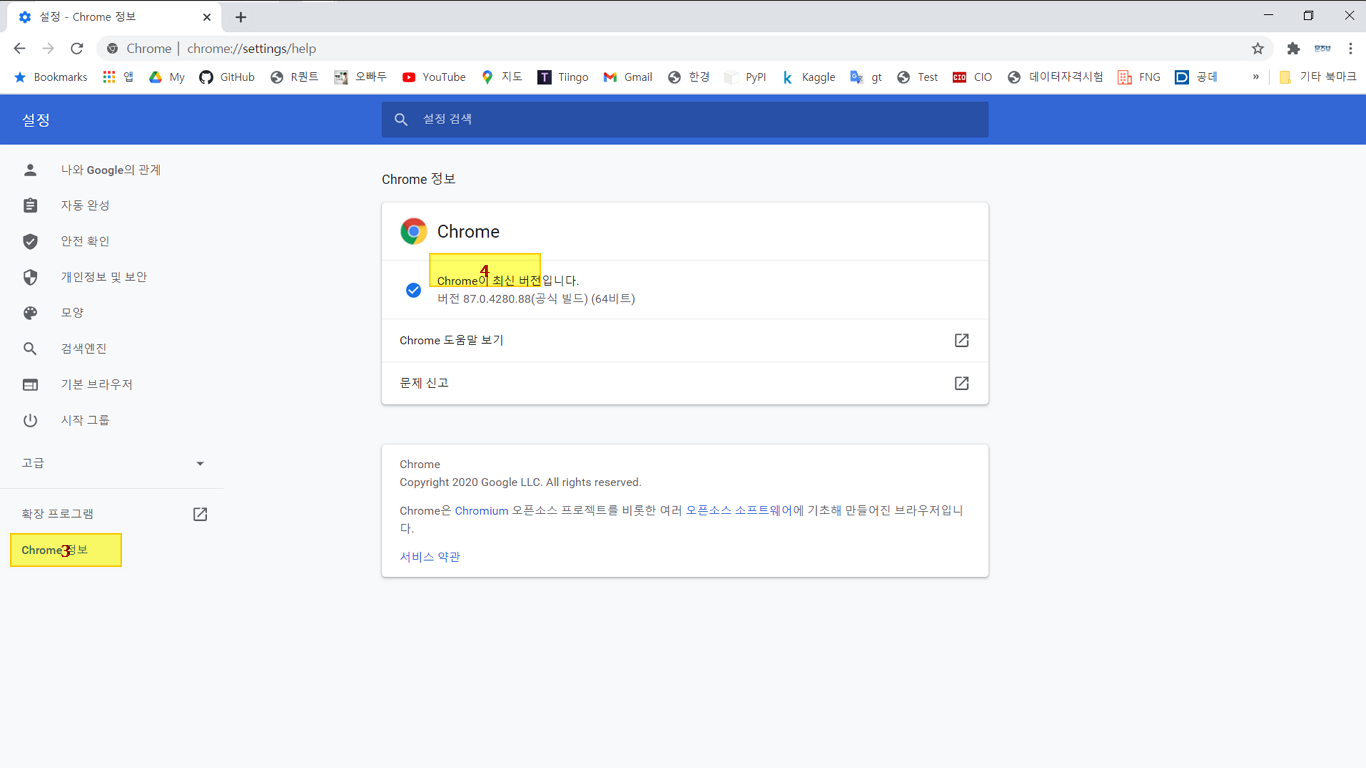 설정 - Chrome 정보
Chrome | chrome://settings/help
Bookmarks 앱 My GitHub R퀀트 오빠두 YouTube 지도 T Tiingo Gmail 한경 PyPI k Kaggle gt Test CIO CIO 데이터자격시험 FNG 공데 » 기타 북마크
설정
설정 검색
나와 Google의 관계
자동 완성
안전 확인
개인정보 및 보안
모양
검색엔진
기본 브라우저
시작 그룹
고급
확장 프로그램
Chrome 정보
3
Chrome 정보
Chrome
4
Chrome이 최신 버전입니다.
버전 87.0.4280.88(공식 빌드) (64비트)
Chrome 도움말 보기
문제 신고
Chrome
Copyright 2020 Google LLC. All rights reserved.
Chrome은 Chromium 오픈소스 프로젝트를 비롯한 여러 오픈소스 소프트웨어에 기초해 만들어진 브라우저입니
다.
서비스 약관